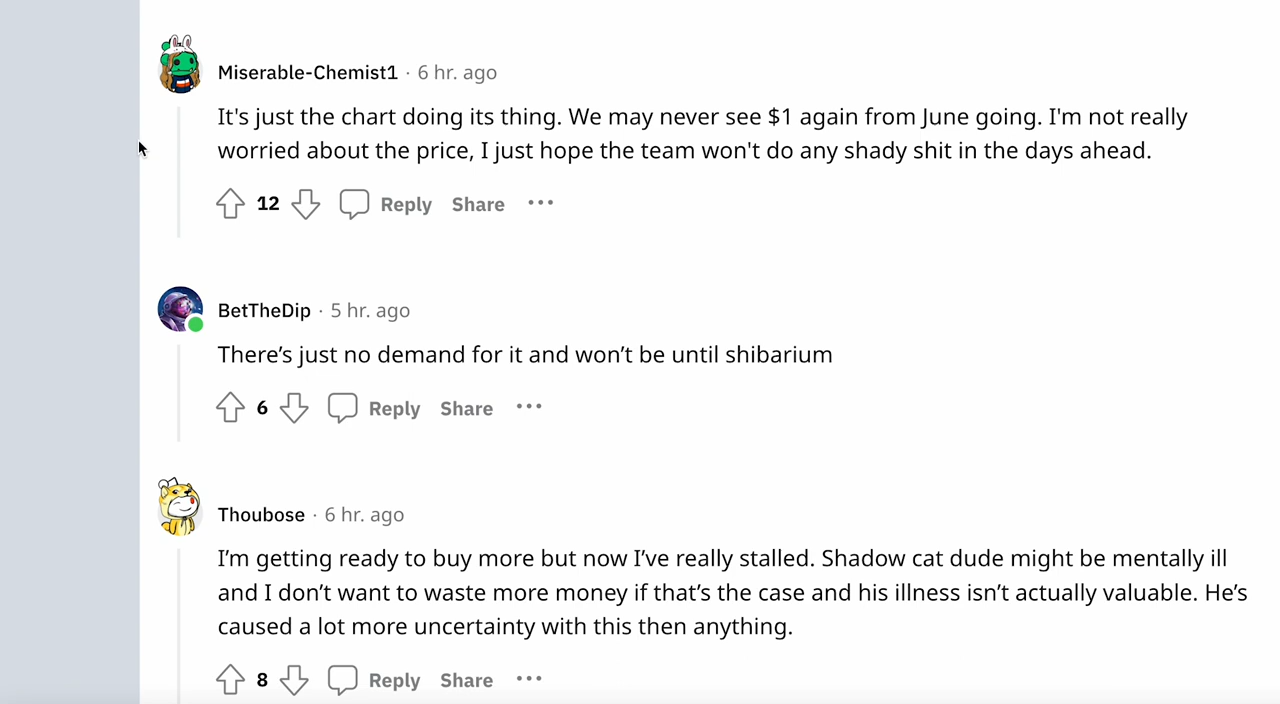 Miserable-Chemist1 · 6 hr. ago
It's just the chart doing its thing. We may never see $1 again from June going. I'm not really
worried about the price, I just hope the team won't do any shady shit in the days ahead.
12 Reply Share ···
BetTheDip · 5 hr. ago
There’s just no demand for it and won’t be until shibarium
6 Reply Share ···
Thoubose · 6 hr. ago
I’m getting ready to buy more but now I’ve really stalled. Shadow cat dude might be mentally ill
and I don’t want to waste more money if that’s the case and his illness isn’t actually valuable. He’s
caused a lot more uncertainty with this then anything.
8 Reply Share ···